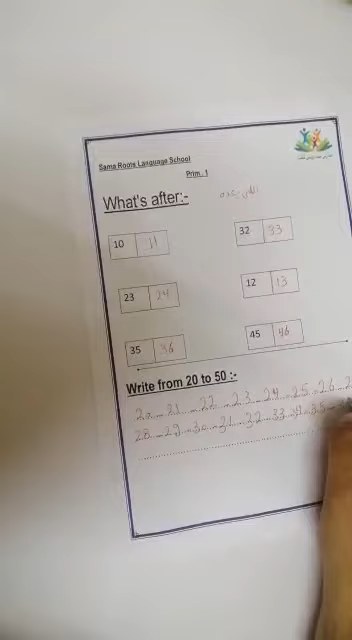 Sama Roots Language School
Prim. 1
What's after:-
10 11
32 33
23 24
12 13
35 36
45 46
Write from 20 to 50 :-
20 21 22 23 24 25 26
28 29 30 31 32 33 34 35